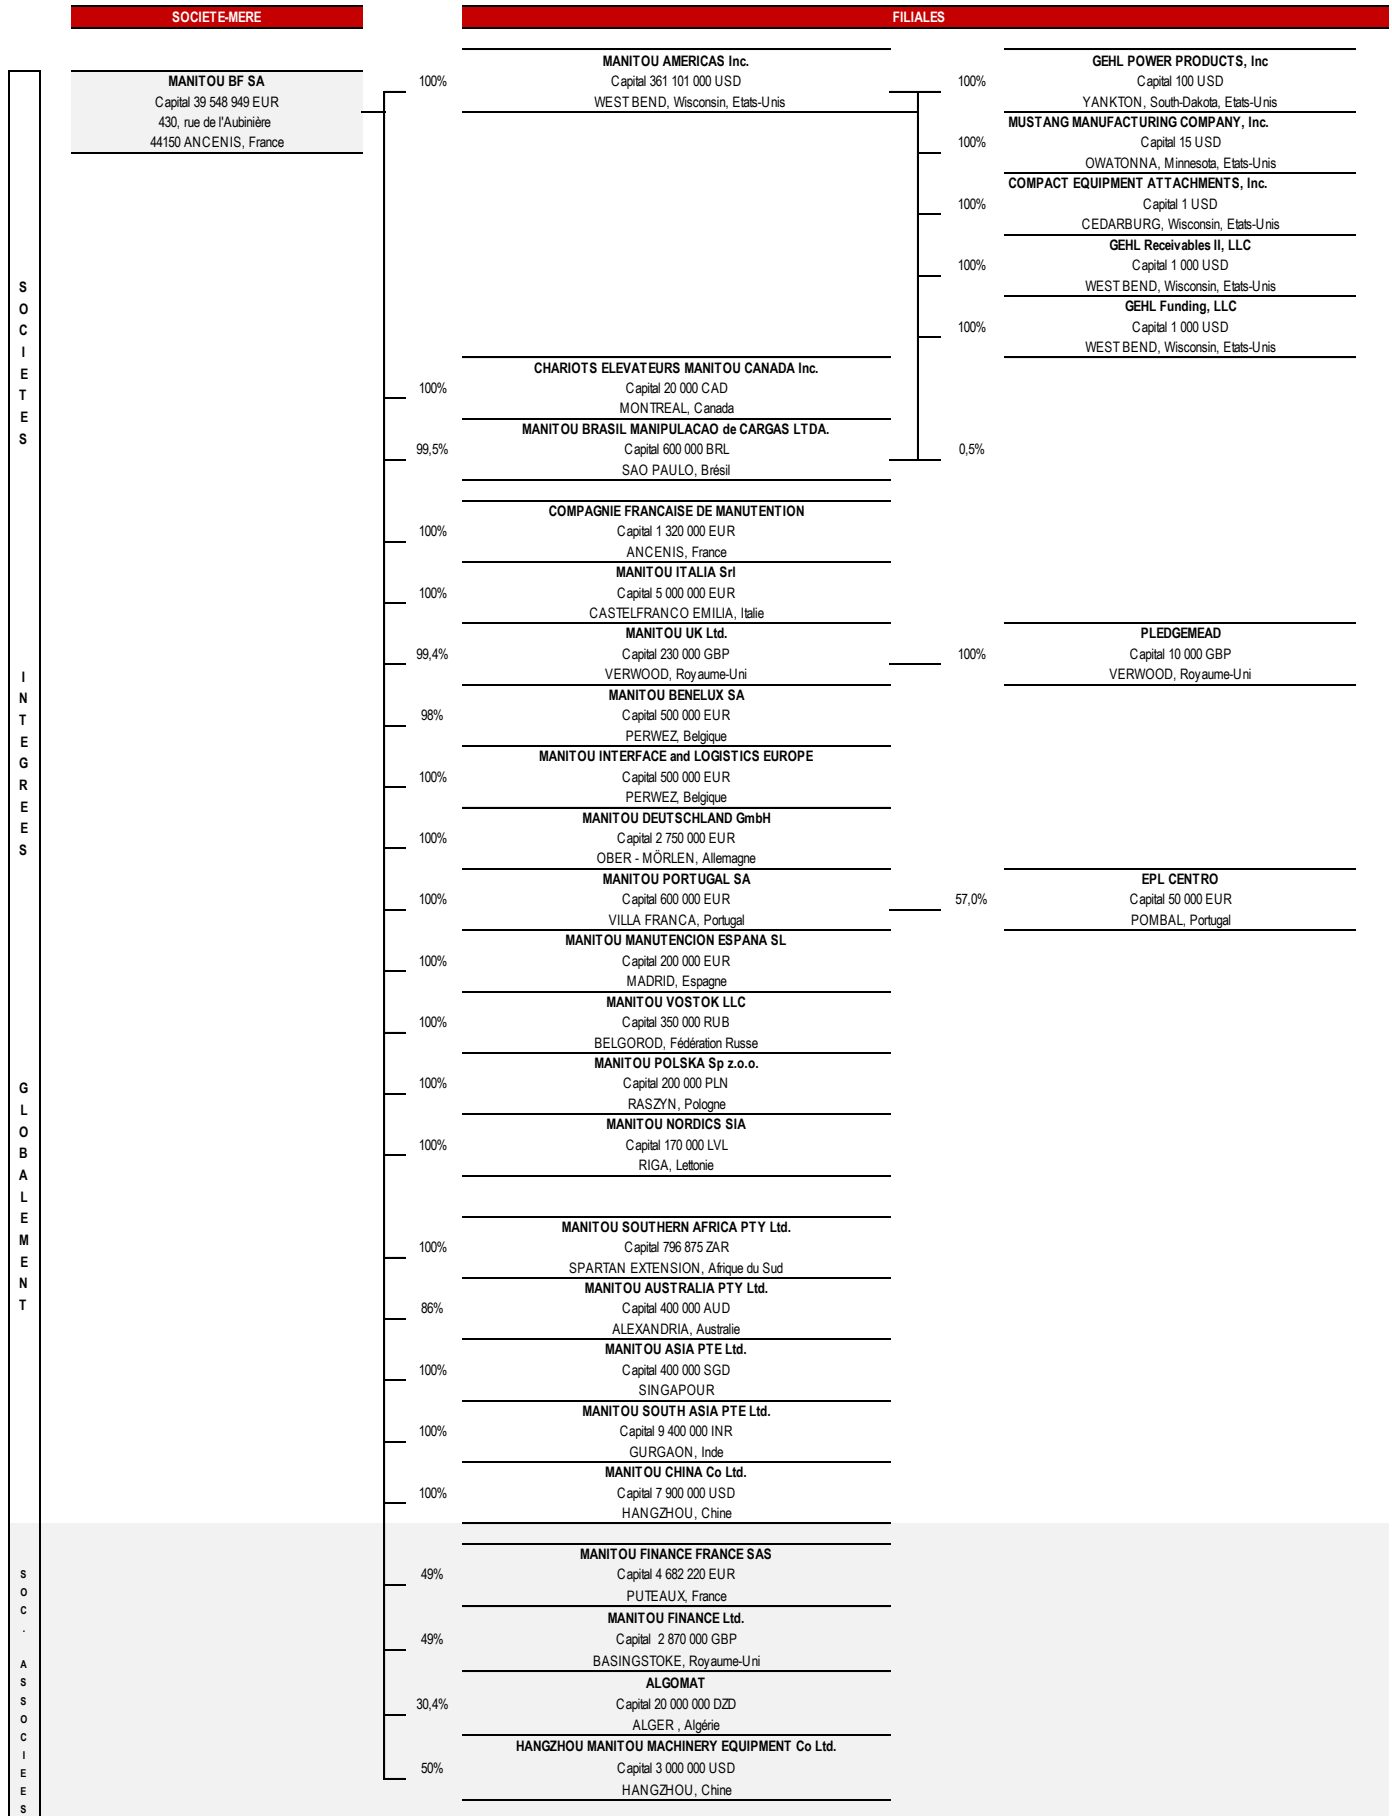 SOCIETE-MERE
FILIALES
MANITOU BF SA
Capital 39 548 949 EUR
430, rue de l'Aubinière
44150 ANCENIS, France
100%
MANITOU AMERICAS Inc.
Capital 361 101 000 USD
WEST BEND, Wisconsin, Etats-Unis
100%
GEHL POWER PRODUCTS, Inc
Capital 100 USD
YANKTON, South-Dakota, Etats-Unis
100%
MUSTANG MANUFACTURING COMPANY, Inc.
Capital 15 USD
OWATONNA, Minnesota, Etats-Unis
100%
COMPACT EQUIPMENT ATTACHMENTS, Inc.
Capital 1 USD
CEDARBURG, Wisconsin, Etats-Unis
100%
GEHL Receivables II, LLC
Capital 1 000 USD
WEST BEND, Wisconsin, Etats-Unis
100%
GEHL Funding, LLC
Capital 1 000 USD
WEST BEND, Wisconsin, Etats-Unis
100%
CHARIOTS ELEVATEURS MANITOU CANADA Inc.
Capital 20 000 CAD
MONTREAL, Canada
99,5%
MANITOU BRASIL MANIPULACAO de CARGAS LTDA.
Capital 600 000 BRL
SAO PAULO, Brésil
0,5%
100%
COMPAGNIE FRANCAISE DE MANUTENTION
Capital 1 320 000 EUR
ANCENIS, France
100%
MANITOU ITALIA Srl
Capital 5 000 000 EUR
CASTELFRANCO EMILIA, Italie
99,4%
MANITOU UK Ltd.
Capital 230 000 GBP
VERWOOD, Royaume-Uni
100%
PLEDGEMEAD
Capital 10 000 GBP
VERWOOD, Royaume-Uni
98%
MANITOU BENELUX SA
Capital 500 000 EUR
PERWEZ, Belgique
100%
MANITOU INTERFACE and LOGISTICS EUROPE
Capital 500 000 EUR
PERWEZ, Belgique
100%
MANITOU DEUTSCHLAND GmbH
Capital 2 750 000 EUR
OBER - MÖRLEN, Allemagne
100%
MANITOU PORTUGAL SA
Capital 600 000 EUR
VILLA FRANCA, Portugal
57,0%
EPL CENTRO
Capital 50 000 EUR
POMBAL, Portugal
100%
MANITOU MANUTENCION ESPANA SL
Capital 200 000 EUR
MADRID, Espagne
100%
MANITOU VOSTOK LLC
Capital 350 000 RUB
BELGOROD, Fédération Russe
100%
MANITOU POLSKA Sp z.o.o.
Capital 200 000 PLN
RASZYN, Pologne
100%
MANITOU NORDICS SIA
Capital 170 000 LVL
RIGA, Lettonie
100%
MANITOU SOUTHERN AFRICA PTY Ltd.
Capital 796 875 ZAR
SPARTAN EXTENSION, Afrique du Sud
86%
MANITOU AUSTRALIA PTY Ltd.
Capital 400 000 AUD
ALEXANDRIA, Australie
100%
MANITOU ASIA PTE Ltd.
Capital 400 000 SGD
SINGAPOUR
100%
MANITOU SOUTH ASIA PTE Ltd.
Capital 9 400 000 INR
GURGAON, Inde
100%
MANITOU CHINA Co Ltd.
Capital 7 900 000 USD
HANGZHOU, Chine
49%
MANITOU FINANCE FRANCE SAS
Capital 4 682 220 EUR
PUTEAUX, France
49%
MANITOU FINANCE Ltd.
Capital 2 870 000 GBP
BASINGSTOKE, Royaume-Uni
30,4%
ALGOMAT
Capital 20 000 000 DZD
ALGER , Algérie
50%
HANGZHOU MANITOU MACHINERY EQUIPMENT Co Ltd.
Capital 3 000 000 USD
HANGZHOU, Chine
SOCIETES INTEGREES GLOBALEMENT
SOC. ASSOCIEES